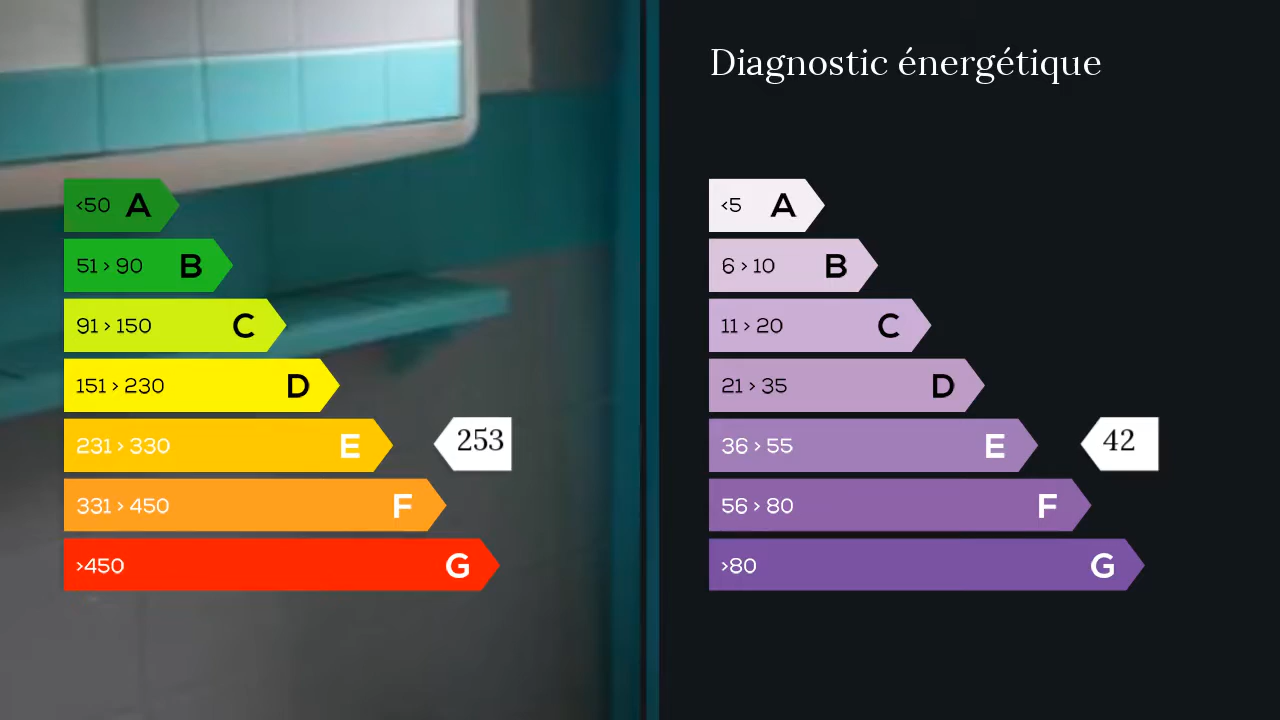 Diagnostic énergétique
<50 A
51 > 90 B
91 > 150 C
151 > 230 D
231 > 330 E
253
331 > 450 F
>450 G
<5 A
6 > 10 B
11 > 20 C
21 > 35 D
36 > 55 E
42
56 > 80 F
>80 G